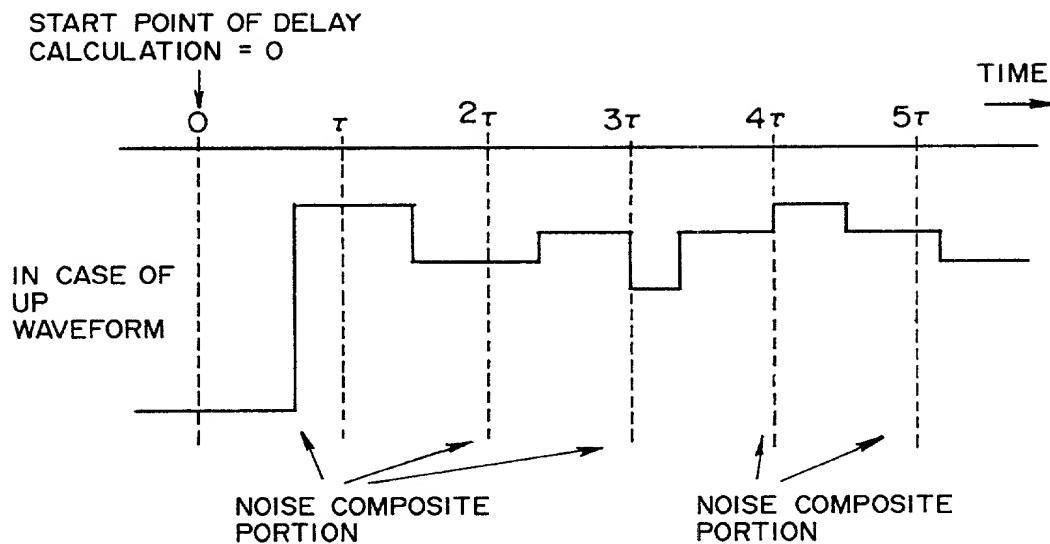 START POINT OF DELAY
CALCULATION = 0
TIME
0 τ 2τ 3τ 4τ 5τ
IN CASE OF
UP
WAVEFORM
NOISE COMPOSITE
PORTION
NOISE COMPOSITE
PORTION